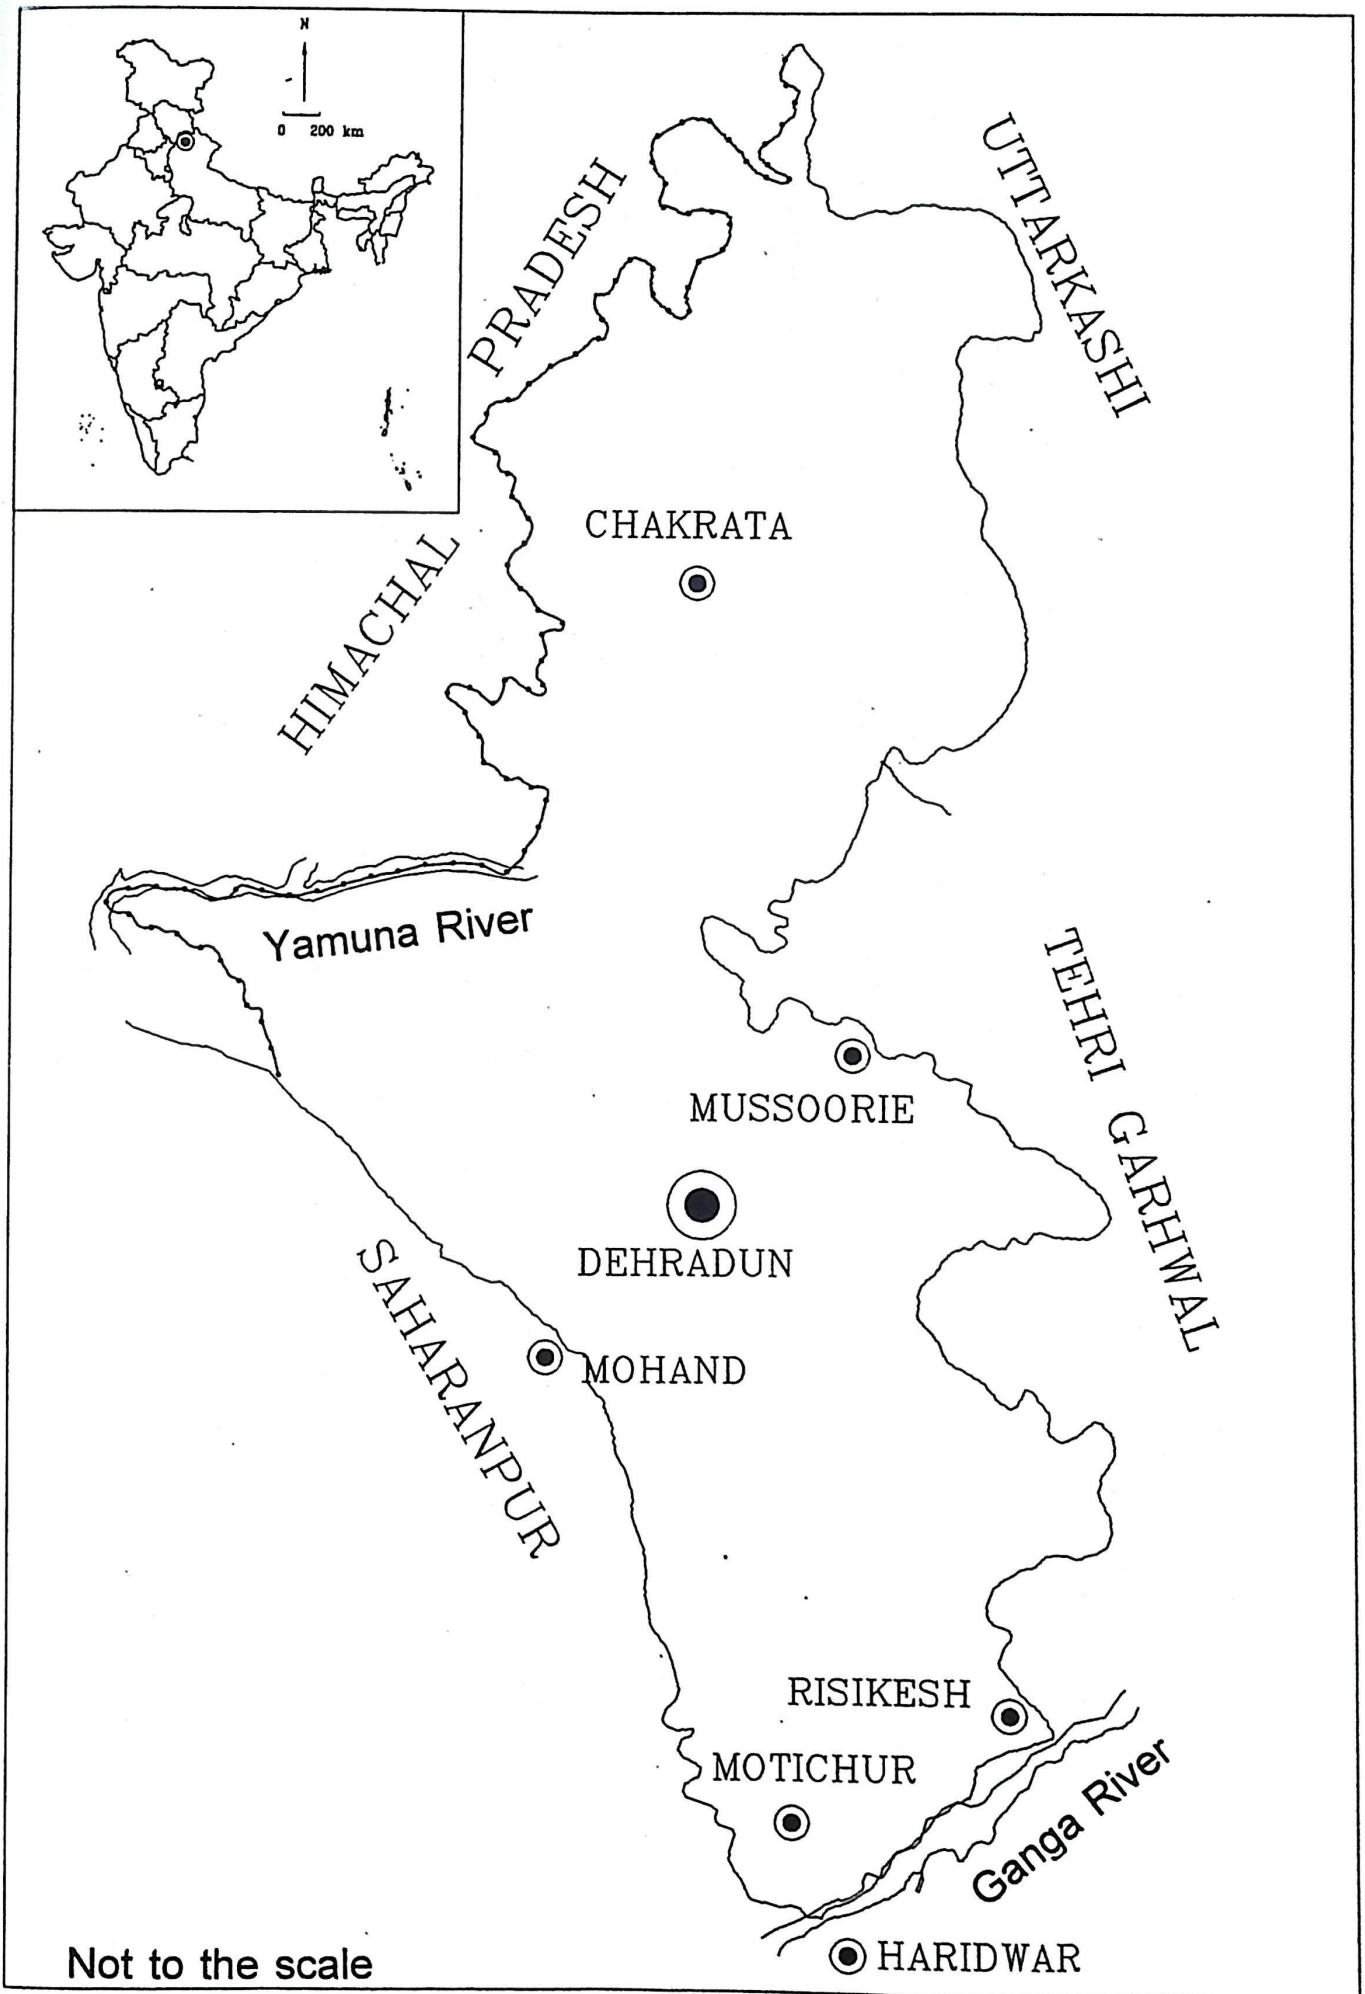 N
0 200 km
UTTARKASHI
HIMACHAL PRADESH
CHAKRATA
Yamuna River
TEHRI GARHWAL
MUSSOORIE
DEHRADUN
SAHARANPUR
MOHAND
RISIKESH
MOTICHUR
Ganga River
HARIDWAR
Not to the scale